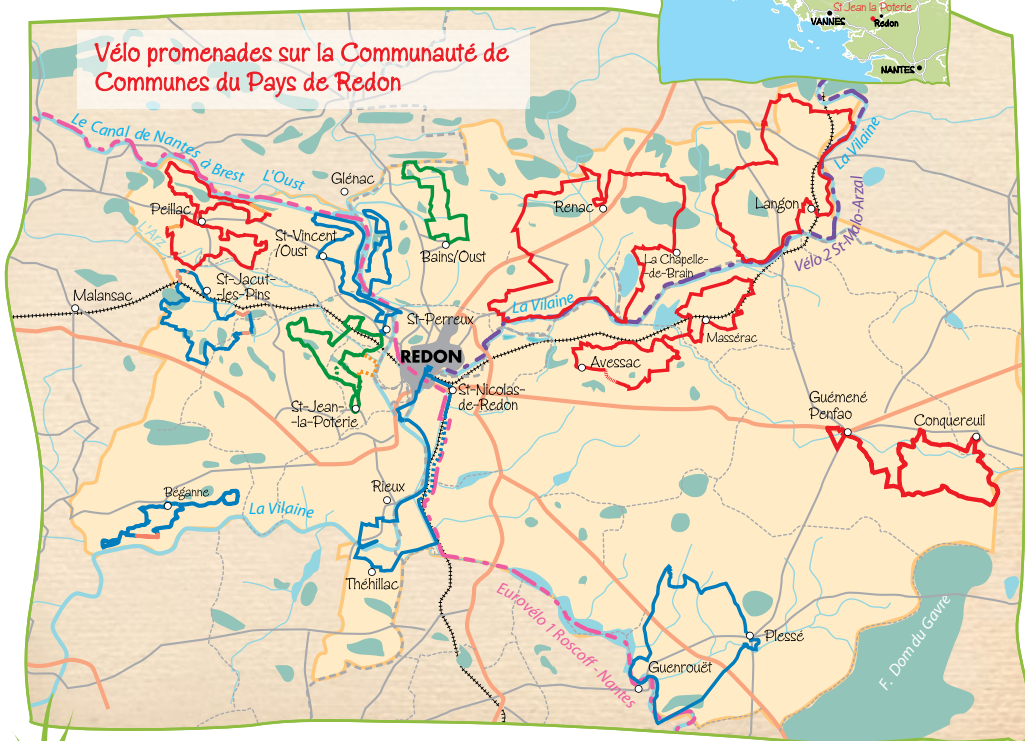 St Jean la Poterie
VANNES
Redon
NANTES
Vélo promenades sur la Communauté de
Communes du Pays de Redon
Le Canal de Nantes à Brest
L'Oust
La Vilaine
Glénac
Peillac
L'Arz
St-Vincent
/Oust
Bains/Oust
Renac
Langon
Vélo 2 St-Malo-Arzal
La Chapelle-
-de-Brain
St-Jacut-
-les-Pins
Malansac
La Vilaine
St-Perreux
Massérac
REDON
Avessac
St-Nicolas-
de-Redon
St-Jean-
-la-Potérie
Guémené
Penfao
Conquereuil
Rieux
Béganne
La Vilaine
Théhillac
Eurovélo 1 Roscoff - Nantes
F. Dom du Gavre
Plessé
Guenrouët